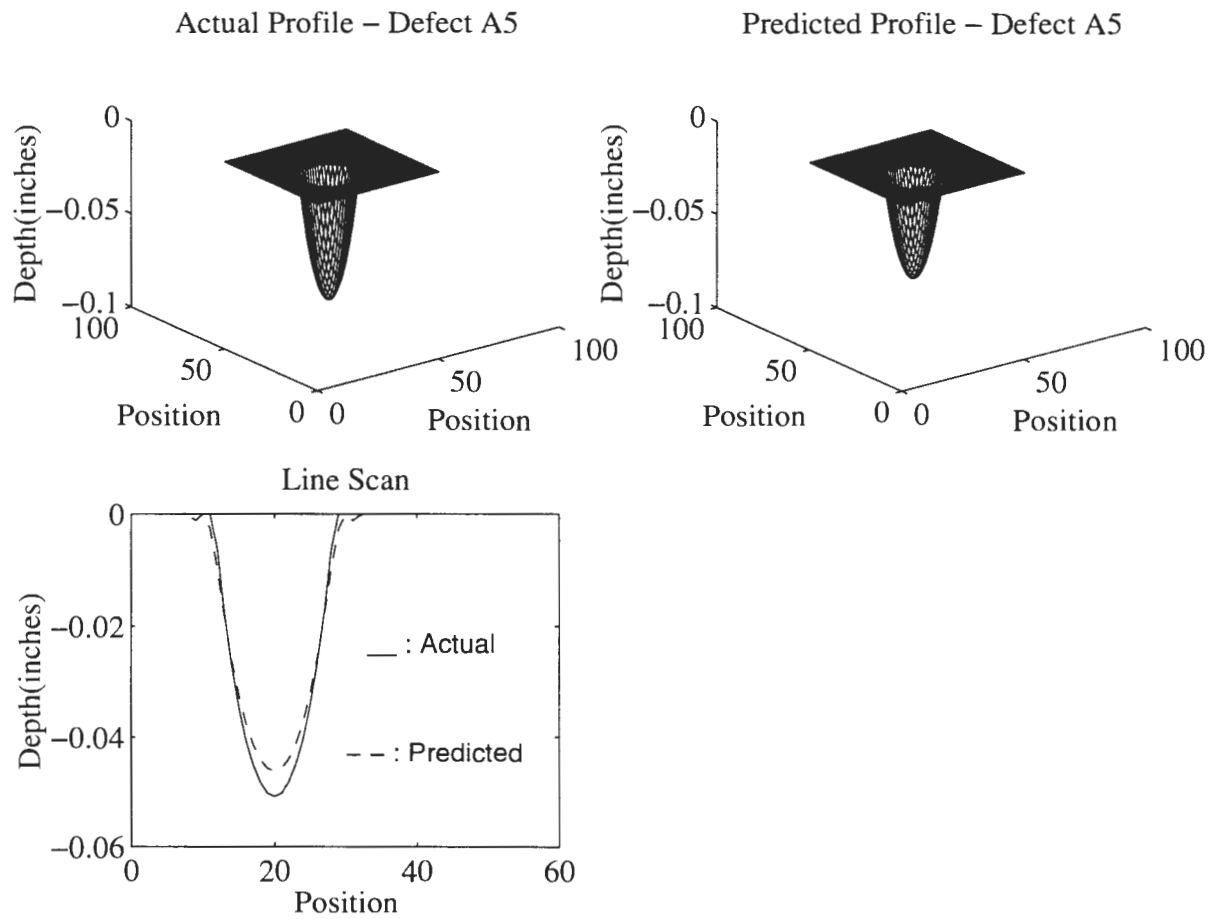 Actual Profile – Defect A5
0
−0.05
−0.1
Depth(inches)
100
50
0
Position
0
50
100
Position
Predicted Profile – Defect A5
0
−0.05
−0.1
Depth(inches)
100
50
0
Position
0
50
100
Position
Line Scan
0
−0.02
−0.04
−0.06
Depth(inches)
: Actual
: Predicted
0
20
40
60
Position